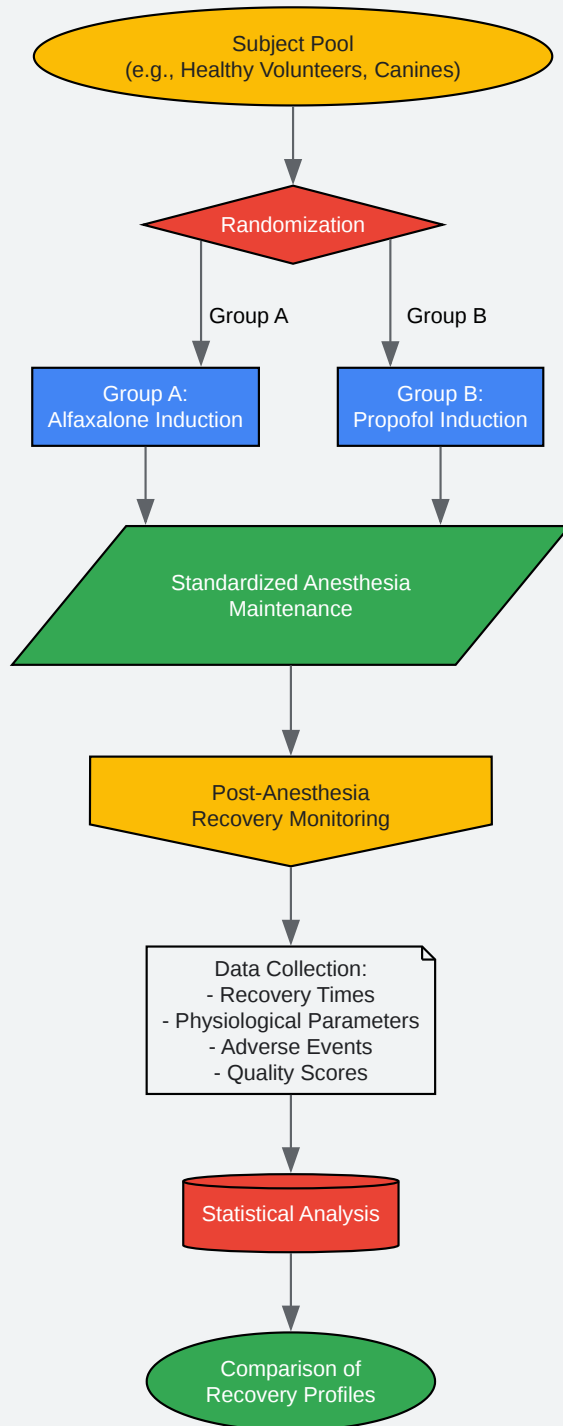 Subject Pool
(e.g., Healthy Volunteers, Canines)
Randomization
Group A
Group B
Group A:
Alfaxalone Induction
Group B:
Propofol Induction
Standardized Anesthesia
Maintenance
Post-Anesthesia
Recovery Monitoring
Data Collection:
- Recovery Times
- Physiological Parameters
- Adverse Events
- Quality Scores
Statistical Analysis
Comparison of
Recovery Profiles